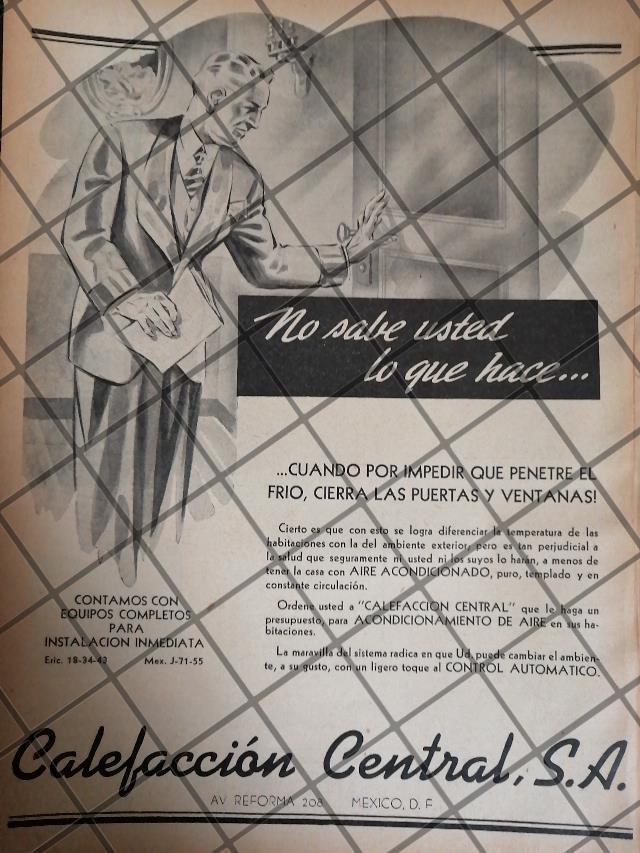 No sabe usted
lo que hace...
...CUANDO POR IMPEDIR QUE PENETRE EL
FRIO, CIERRA LAS PUERTAS Y VENTANAS!
Cierto es que con esto se logra diferenciar la temperatura de las
habitaciones con la del ambiente exterior, pero es tan perjudicial a
la salud que seguramente ni usted ni los suyos lo harán, a menos de
tener la casa con AIRE ACONDICIONADO, puro, templado y en
constante circulación.
Ordene usted a "CALEFACCION CENTRAL" que le haga un
presupuesto, para ACONDICIONAMIENTO DE AIRE en sus ha-
bitaciones.
La maravilla del sistema radica en que Ud. puede cambiar el ambien-
te, a su gusto, con un ligero toque al CONTROL AUTOMATICO.
CONTAMOS CON
EQUIPOS COMPLETOS
PARA
INSTALACION INMEDIATA
Eric. 18-34-43 Mex. J-71-55
Calefacción Central, S.A.
AV REFORMA 208 MEXICO, D. F